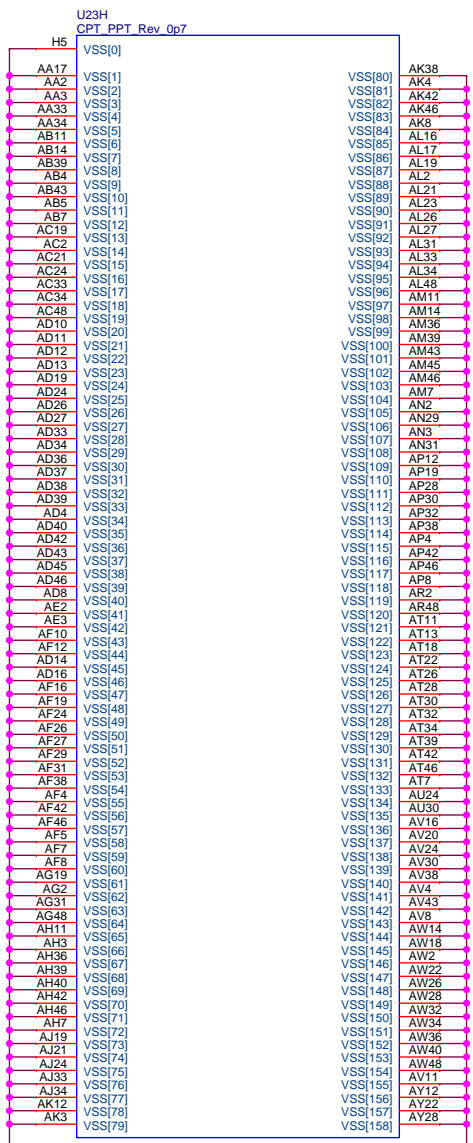 U23H
CPT_PPT_Rev_0p7
H5 VSS[0]
AA17 VSS[1] VSS[80] AK38
AA2 VSS[2] VSS[81] AK4
AA3 VSS[3] VSS[82] AK42
AA33 VSS[4] VSS[83] AK46
AA34 VSS[5] VSS[84] AK8
AB11 VSS[6] VSS[85] AL16
AB14 VSS[7] VSS[86] AL17
AB39 VSS[8] VSS[87] AL19
AB4 VSS[9] VSS[88] AL2
AB43 VSS[10] VSS[89] AL21
AB5 VSS[11] VSS[90] AL23
AB7 VSS[12] VSS[91] AL26
AC19 VSS[13] VSS[92] AL27
AC2 VSS[14] VSS[93] AL31
AC21 VSS[15] VSS[94] AL33
AC24 VSS[16] VSS[95] AL34
AC33 VSS[17] VSS[96] AL48
AC34 VSS[18] VSS[97] AM11
AC48 VSS[19] VSS[98] AM14
AD10 VSS[20] VSS[99] AM36
AD11 VSS[21] VSS[100] AM39
AD12 VSS[22] VSS[101] AM43
AD13 VSS[23] VSS[102] AM45
AD19 VSS[24] VSS[103] AM46
AD24 VSS[25] VSS[104] AM7
AD26 VSS[26] VSS[105] AN2
AD27 VSS[27] VSS[106] AN29
AD33 VSS[28] VSS[107] AN3
AD34 VSS[29] VSS[108] AN31
AD36 VSS[30] VSS[109] AP12
AD37 VSS[31] VSS[110] AP19
AD38 VSS[32] VSS[111] AP28
AD39 VSS[33] VSS[112] AP30
AD4 VSS[34] VSS[113] AP32
AD40 VSS[35] VSS[114] AP38
AD42 VSS[36] VSS[115] AP4
AD43 VSS[37] VSS[116] AP42
AD45 VSS[38] VSS[117] AP46
AD46 VSS[39] VSS[118] AP8
AD8 VSS[40] VSS[119] AR2
AE2 VSS[41] VSS[120] AR48
AE3 VSS[42] VSS[121] AT11
AF10 VSS[43] VSS[122] AT13
AF12 VSS[44] VSS[123] AT18
AD14 VSS[45] VSS[124] AT22
AD16 VSS[46] VSS[125] AT26
AF16 VSS[47] VSS[126] AT28
AF19 VSS[48] VSS[127] AT30
AF24 VSS[49] VSS[128] AT32
AF26 VSS[50] VSS[129] AT34
AF27 VSS[51] VSS[130] AT39
AF29 VSS[52] VSS[131] AT42
AF31 VSS[53] VSS[132] AT46
AF38 VSS[54] VSS[133] AT7
AF4 VSS[55] VSS[134] AU24
AF42 VSS[56] VSS[135] AU30
AF46 VSS[57] VSS[136] AV16
AF5 VSS[58] VSS[137] AV20
AF7 VSS[59] VSS[138] AV24
AF8 VSS[60] VSS[139] AV30
AG19 VSS[61] VSS[140] AV38
AG2 VSS[62] VSS[141] AV4
AG31 VSS[63] VSS[142] AV43
AG48 VSS[64] VSS[143] AV8
AH11 VSS[65] VSS[144] AW14
AH3 VSS[66] VSS[145] AW18
AH36 VSS[67] VSS[146] AW2
AH39 VSS[68] VSS[147] AW22
AH40 VSS[69] VSS[148] AW26
AH42 VSS[70] VSS[149] AW28
AH46 VSS[71] VSS[150] AW32
AH7 VSS[72] VSS[151] AW34
AJ19 VSS[73] VSS[152] AW36
AJ21 VSS[74] VSS[153] AW40
AJ24 VSS[75] VSS[154] AW48
AJ33 VSS[76] VSS[155] AV11
AJ34 VSS[77] VSS[156] AY12
AK12 VSS[78] VSS[157] AY22
AK3 VSS[79] VSS[158] AY28